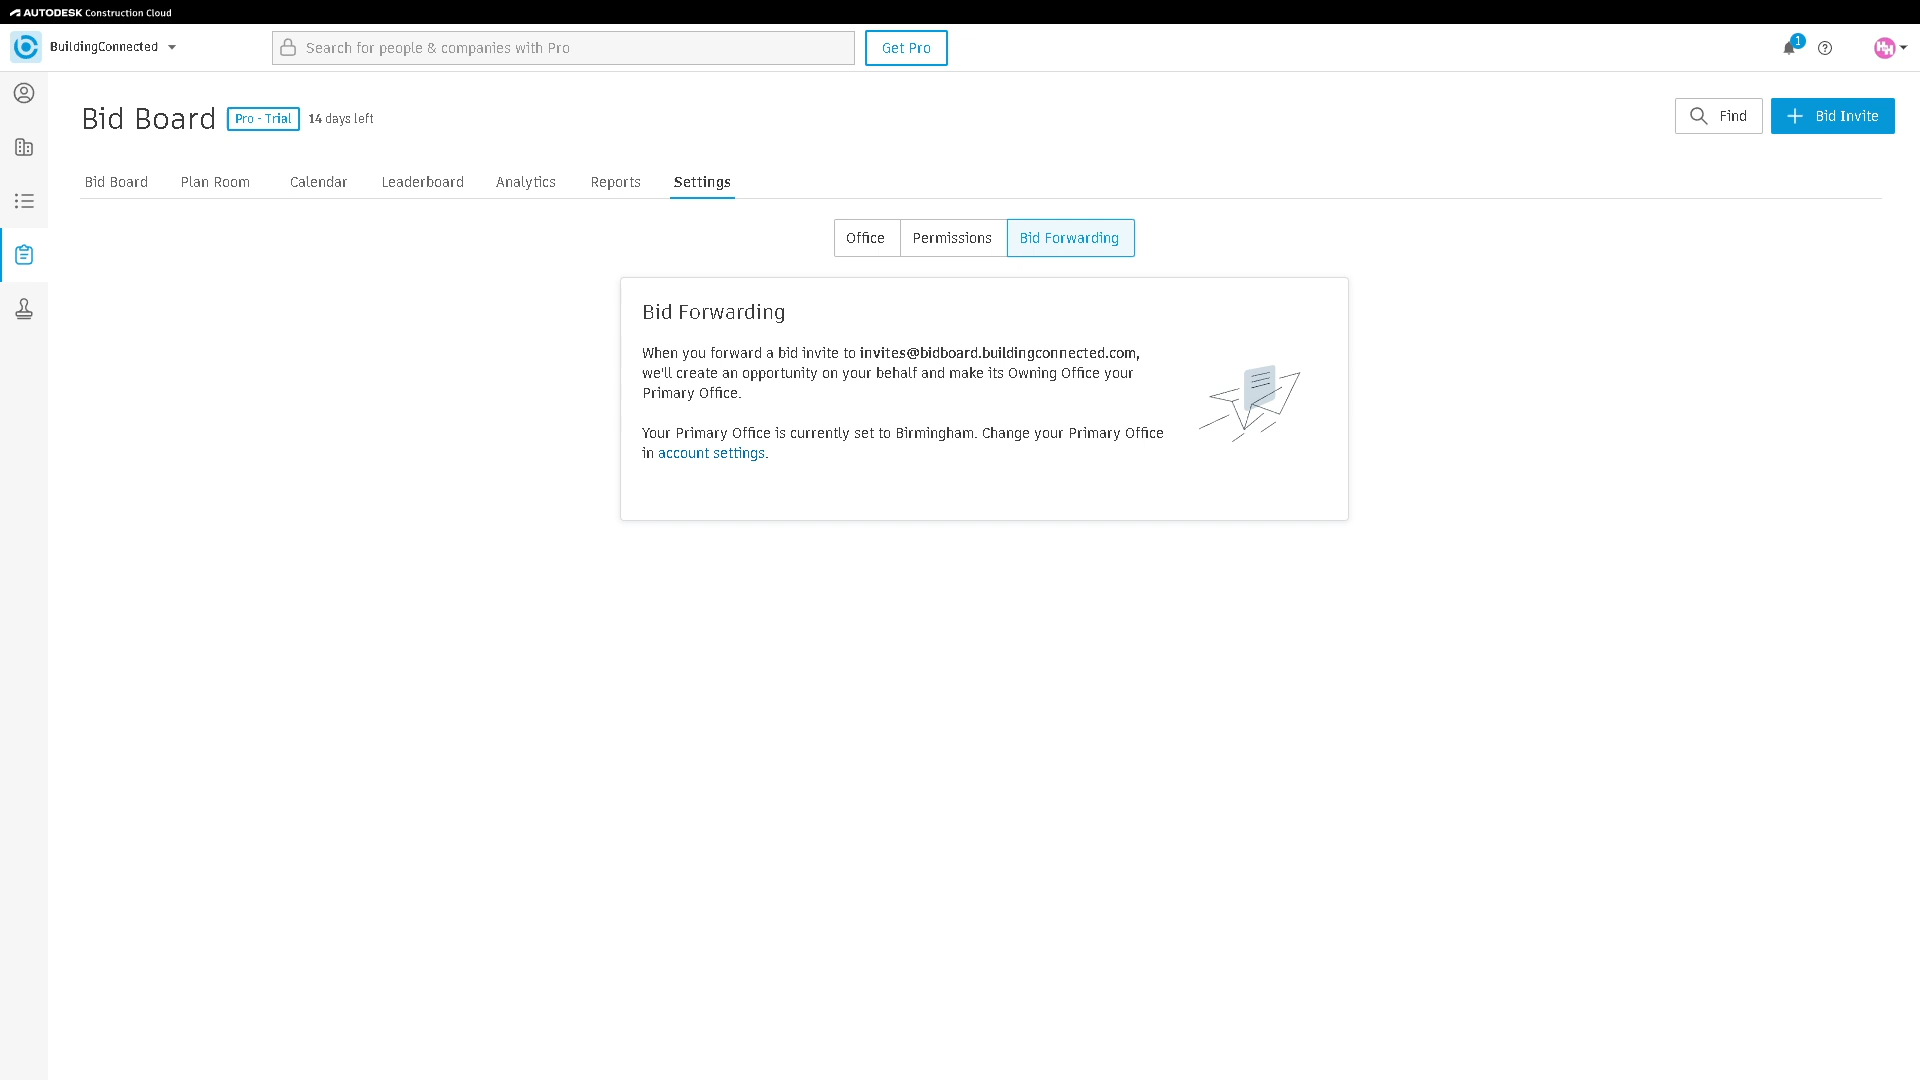 AUTODESK Construction Cloud
BuildingConnected
Search for people & companies with Pro
Get Pro
1
HH
Bid Board
Pro - Trial
14 days left
Find
Bid Invite
Bid Board
Plan Room
Calendar
Leaderboard
Analytics
Reports
Settings
Office
Permissions
Bid Forwarding
Bid Forwarding
When you forward a bid invite to invites@bidboard.buildingconnected.com,
we'll create an opportunity on your behalf and make its Owning Office your
Primary Office.
Your Primary Office is currently set to Birmingham. Change your Primary Office
in account settings.